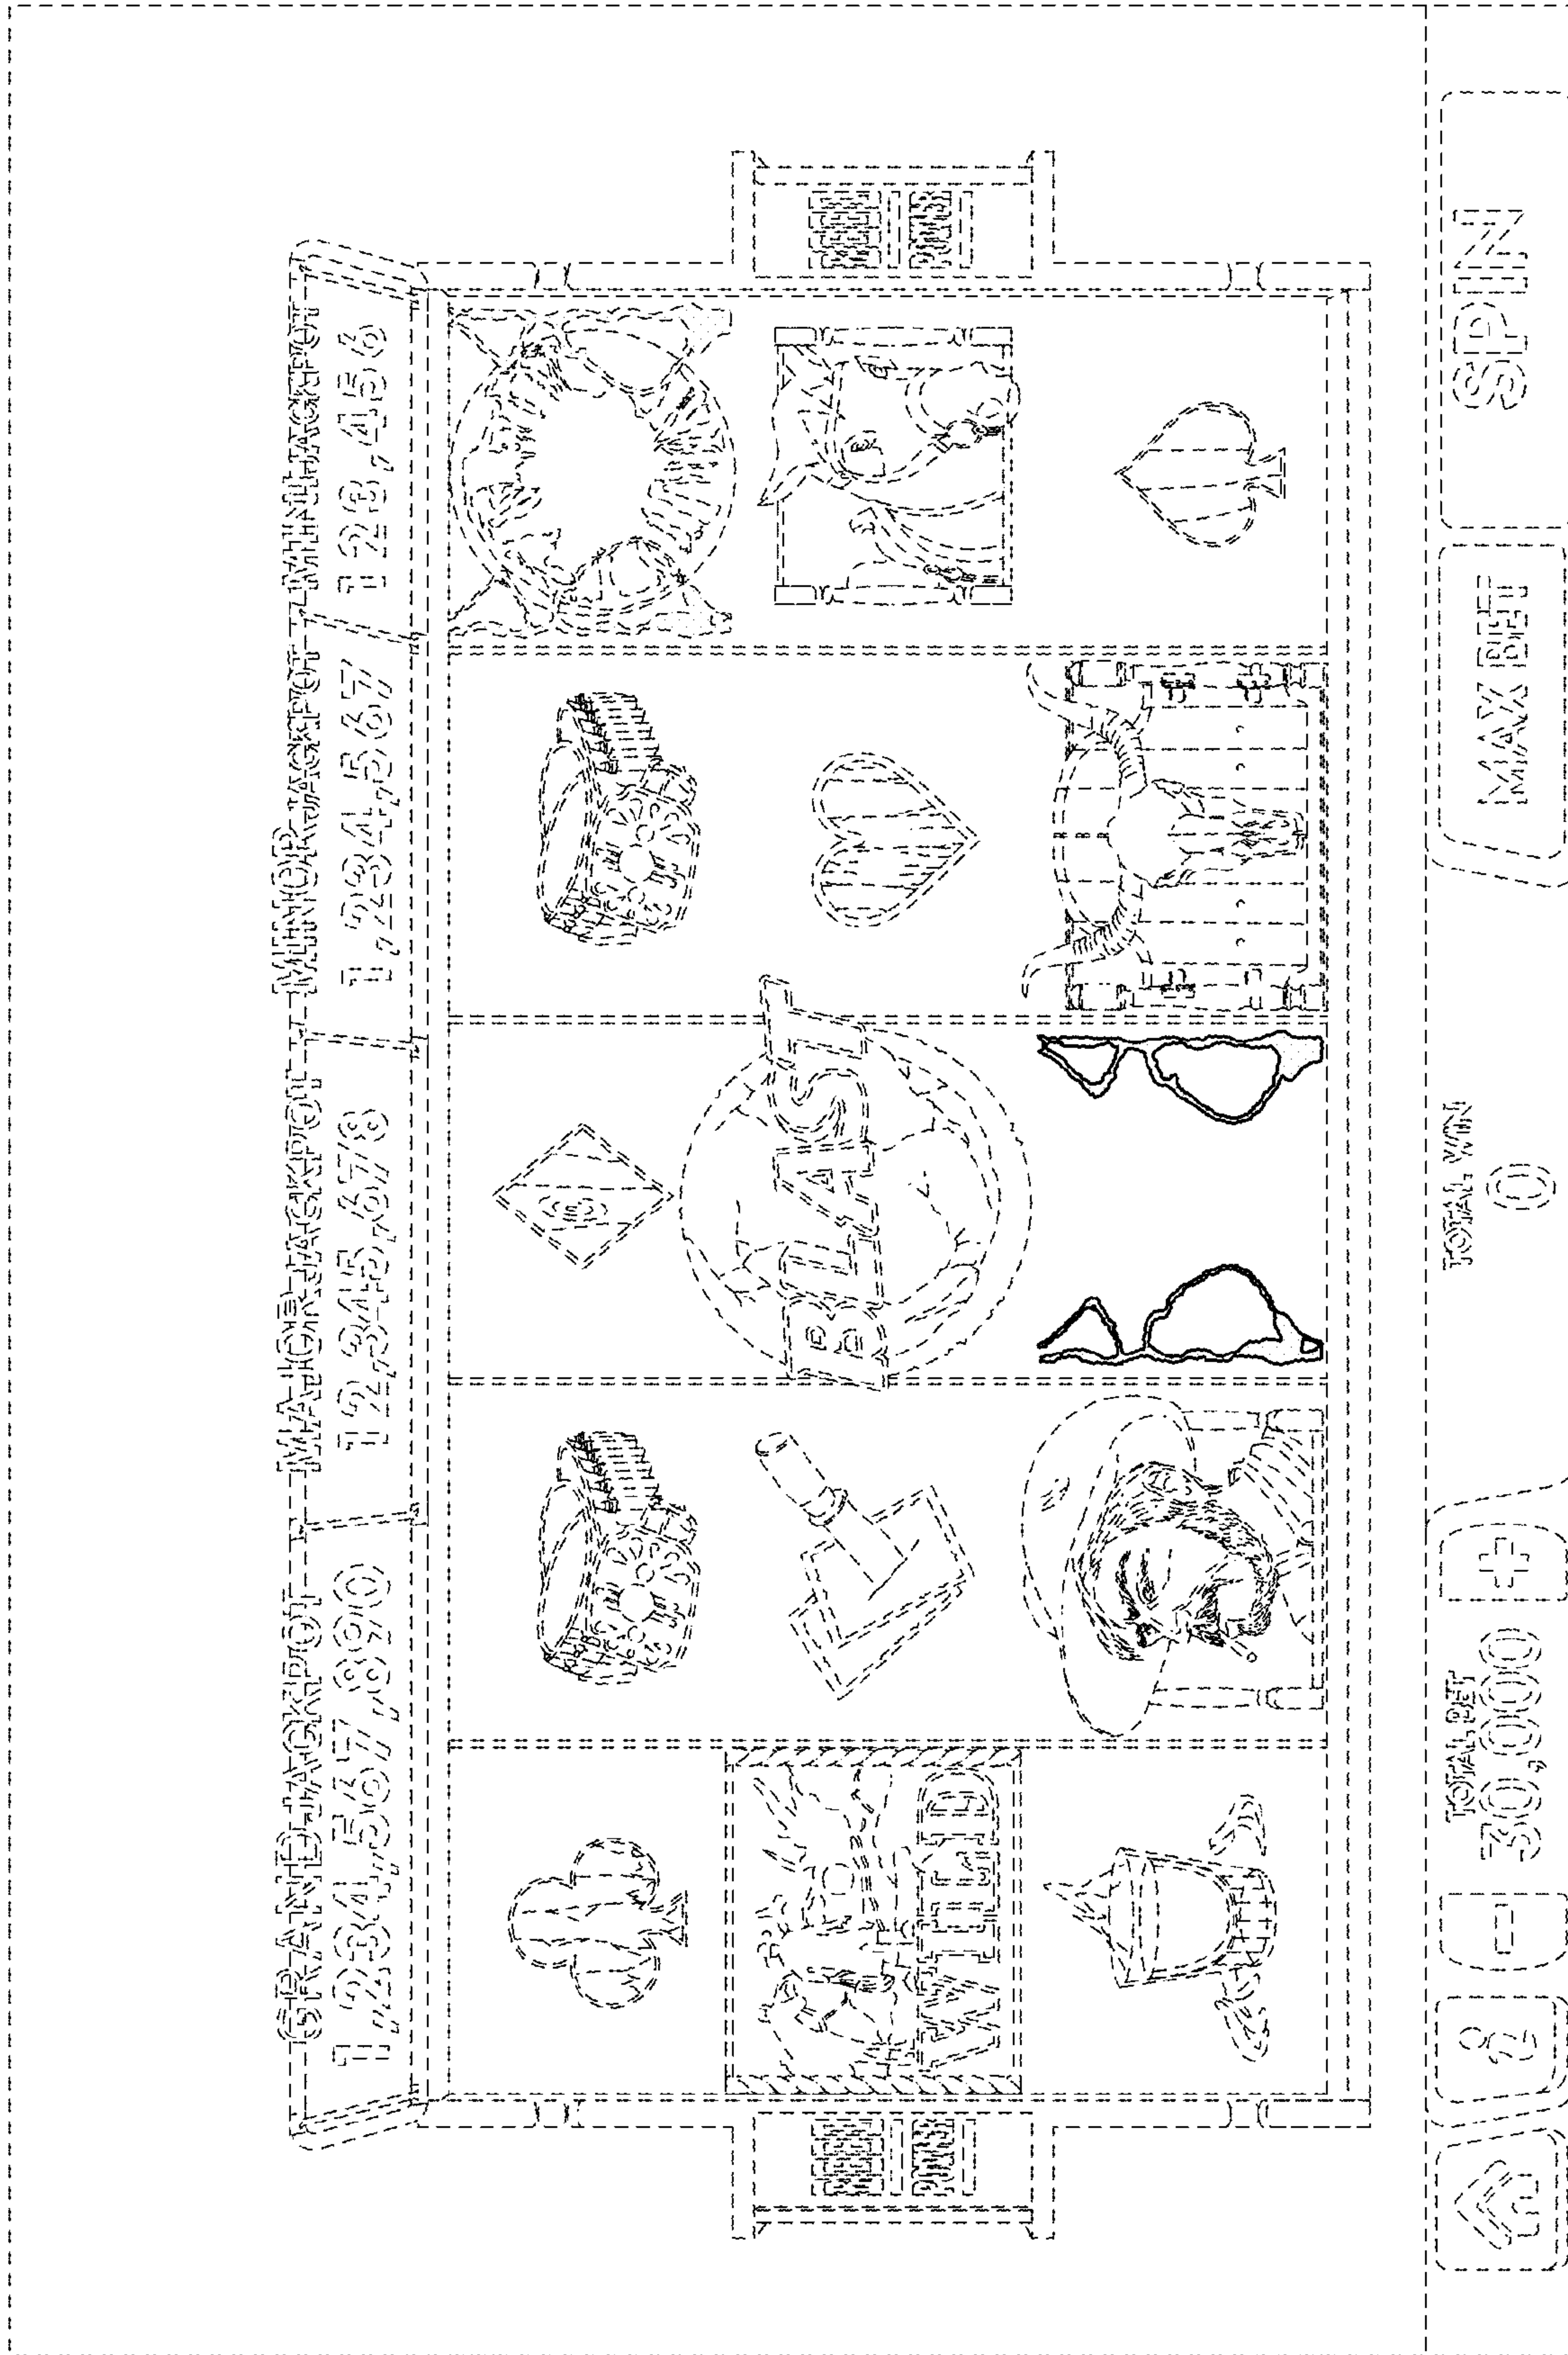 GRAND JACKPOT MAJOR JACKPOT MINOR JACKPOT MINI JACKPOT
1,234,567,890 12,345,678 1,234,567 123,456
WILD
BLAST
TOTAL BET
30,000
TOTAL WIN
0
MAX BET
SPIN